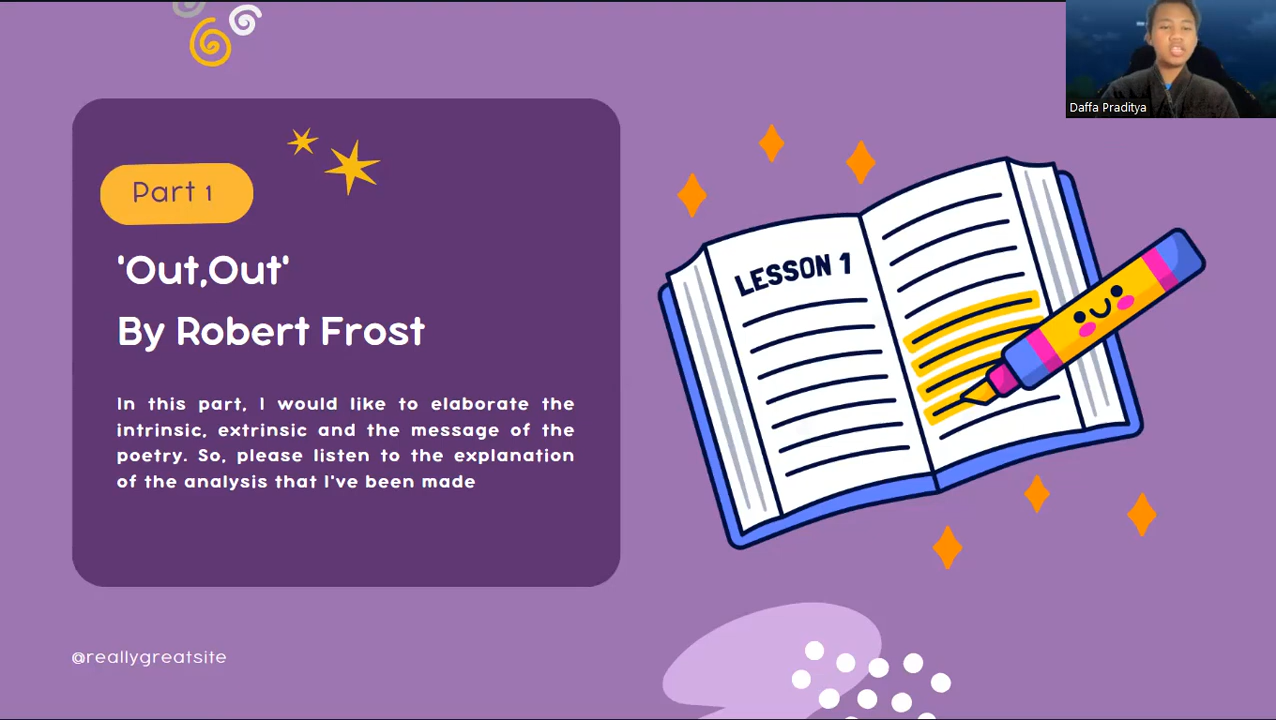 Daffa Praditya
Part 1
'Out,Out'
By Robert Frost
In this part, I would like to elaborate the
intrinsic, extrinsic and the message of the
poetry. So, please listen to the explanation
of the analysis that I've been made
LESSON 1
@reallygreatsite